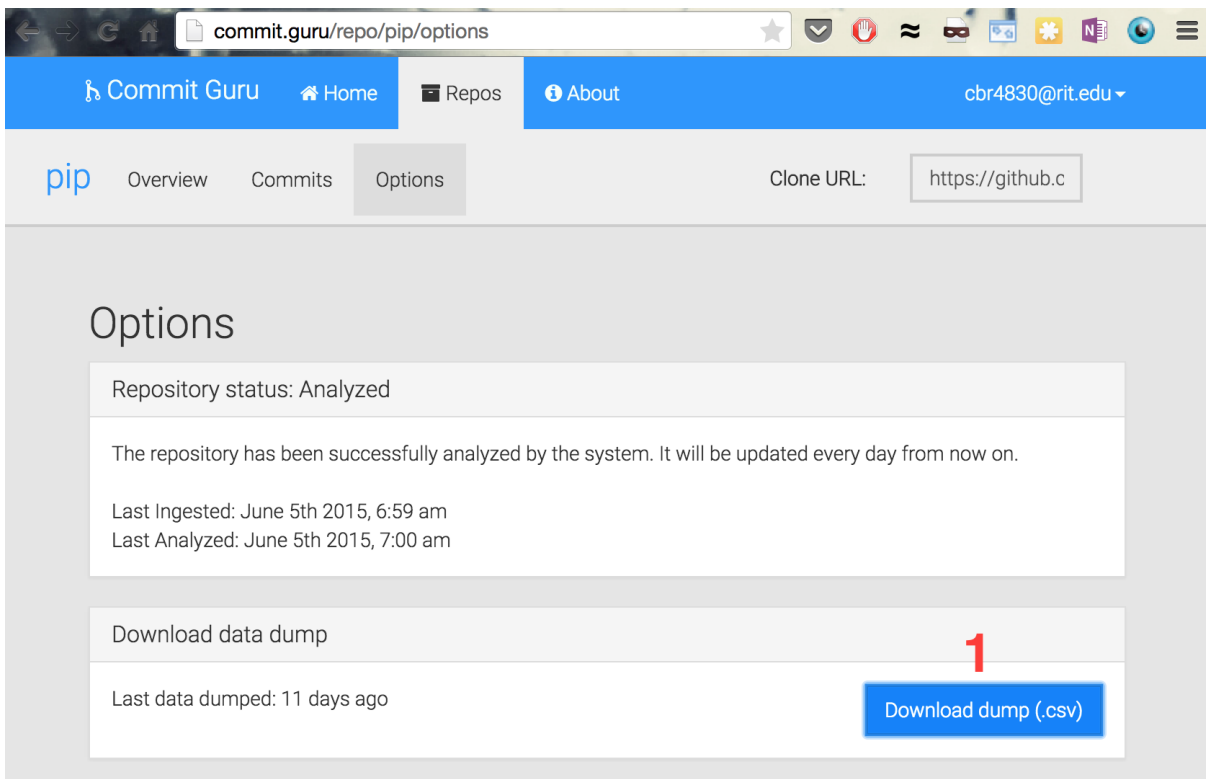 commit.guru/repo/pip/options
Commit Guru Home Repos About cbr4830@rit.edu
pip Overview Commits Options Clone URL: https://github.c
Options
Repository status: Analyzed
The repository has been successfully analyzed by the system. It will be updated every day from now on.
Last Ingested: June 5th 2015, 6:59 am
Last Analyzed: June 5th 2015, 7:00 am
Download data dump
1
Last data dumped: 11 days ago
Download dump (.csv)